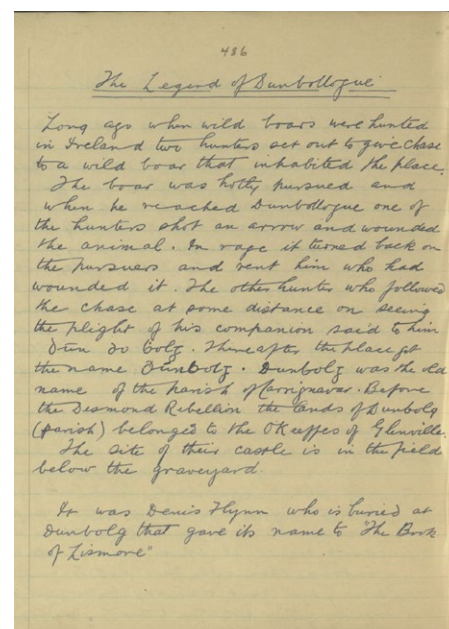 486
The Legend of Dunbollogue
Long ago when wild boars were hunted
in Ireland two hunters set out to give chase
to a wild boar that inhabited the place.
The boar was hotly pursued and
when he reached Dunbollogue one of
the hunters shot an arrow and wounded
the animal. In rage it turned back on
the pursuers and rent him who had
wounded it. The other hunter who followed
the chase at some distance on seeing
the plight of his companion said to him
Dún do bolg. Thereafter the place got
the name Dúnbolg. Dunbolg was the old
name of the parish of Carrignavar. Before
the Desmond Rebellion the lands of Dunbolg
(parish) belonged to the OKeeffes of Glenville.
The site of their castle is in the field
below the graveyard.
It was Denis Flynn who is buried at
Dunbolg that gave its name to "The Book
of Lismore"